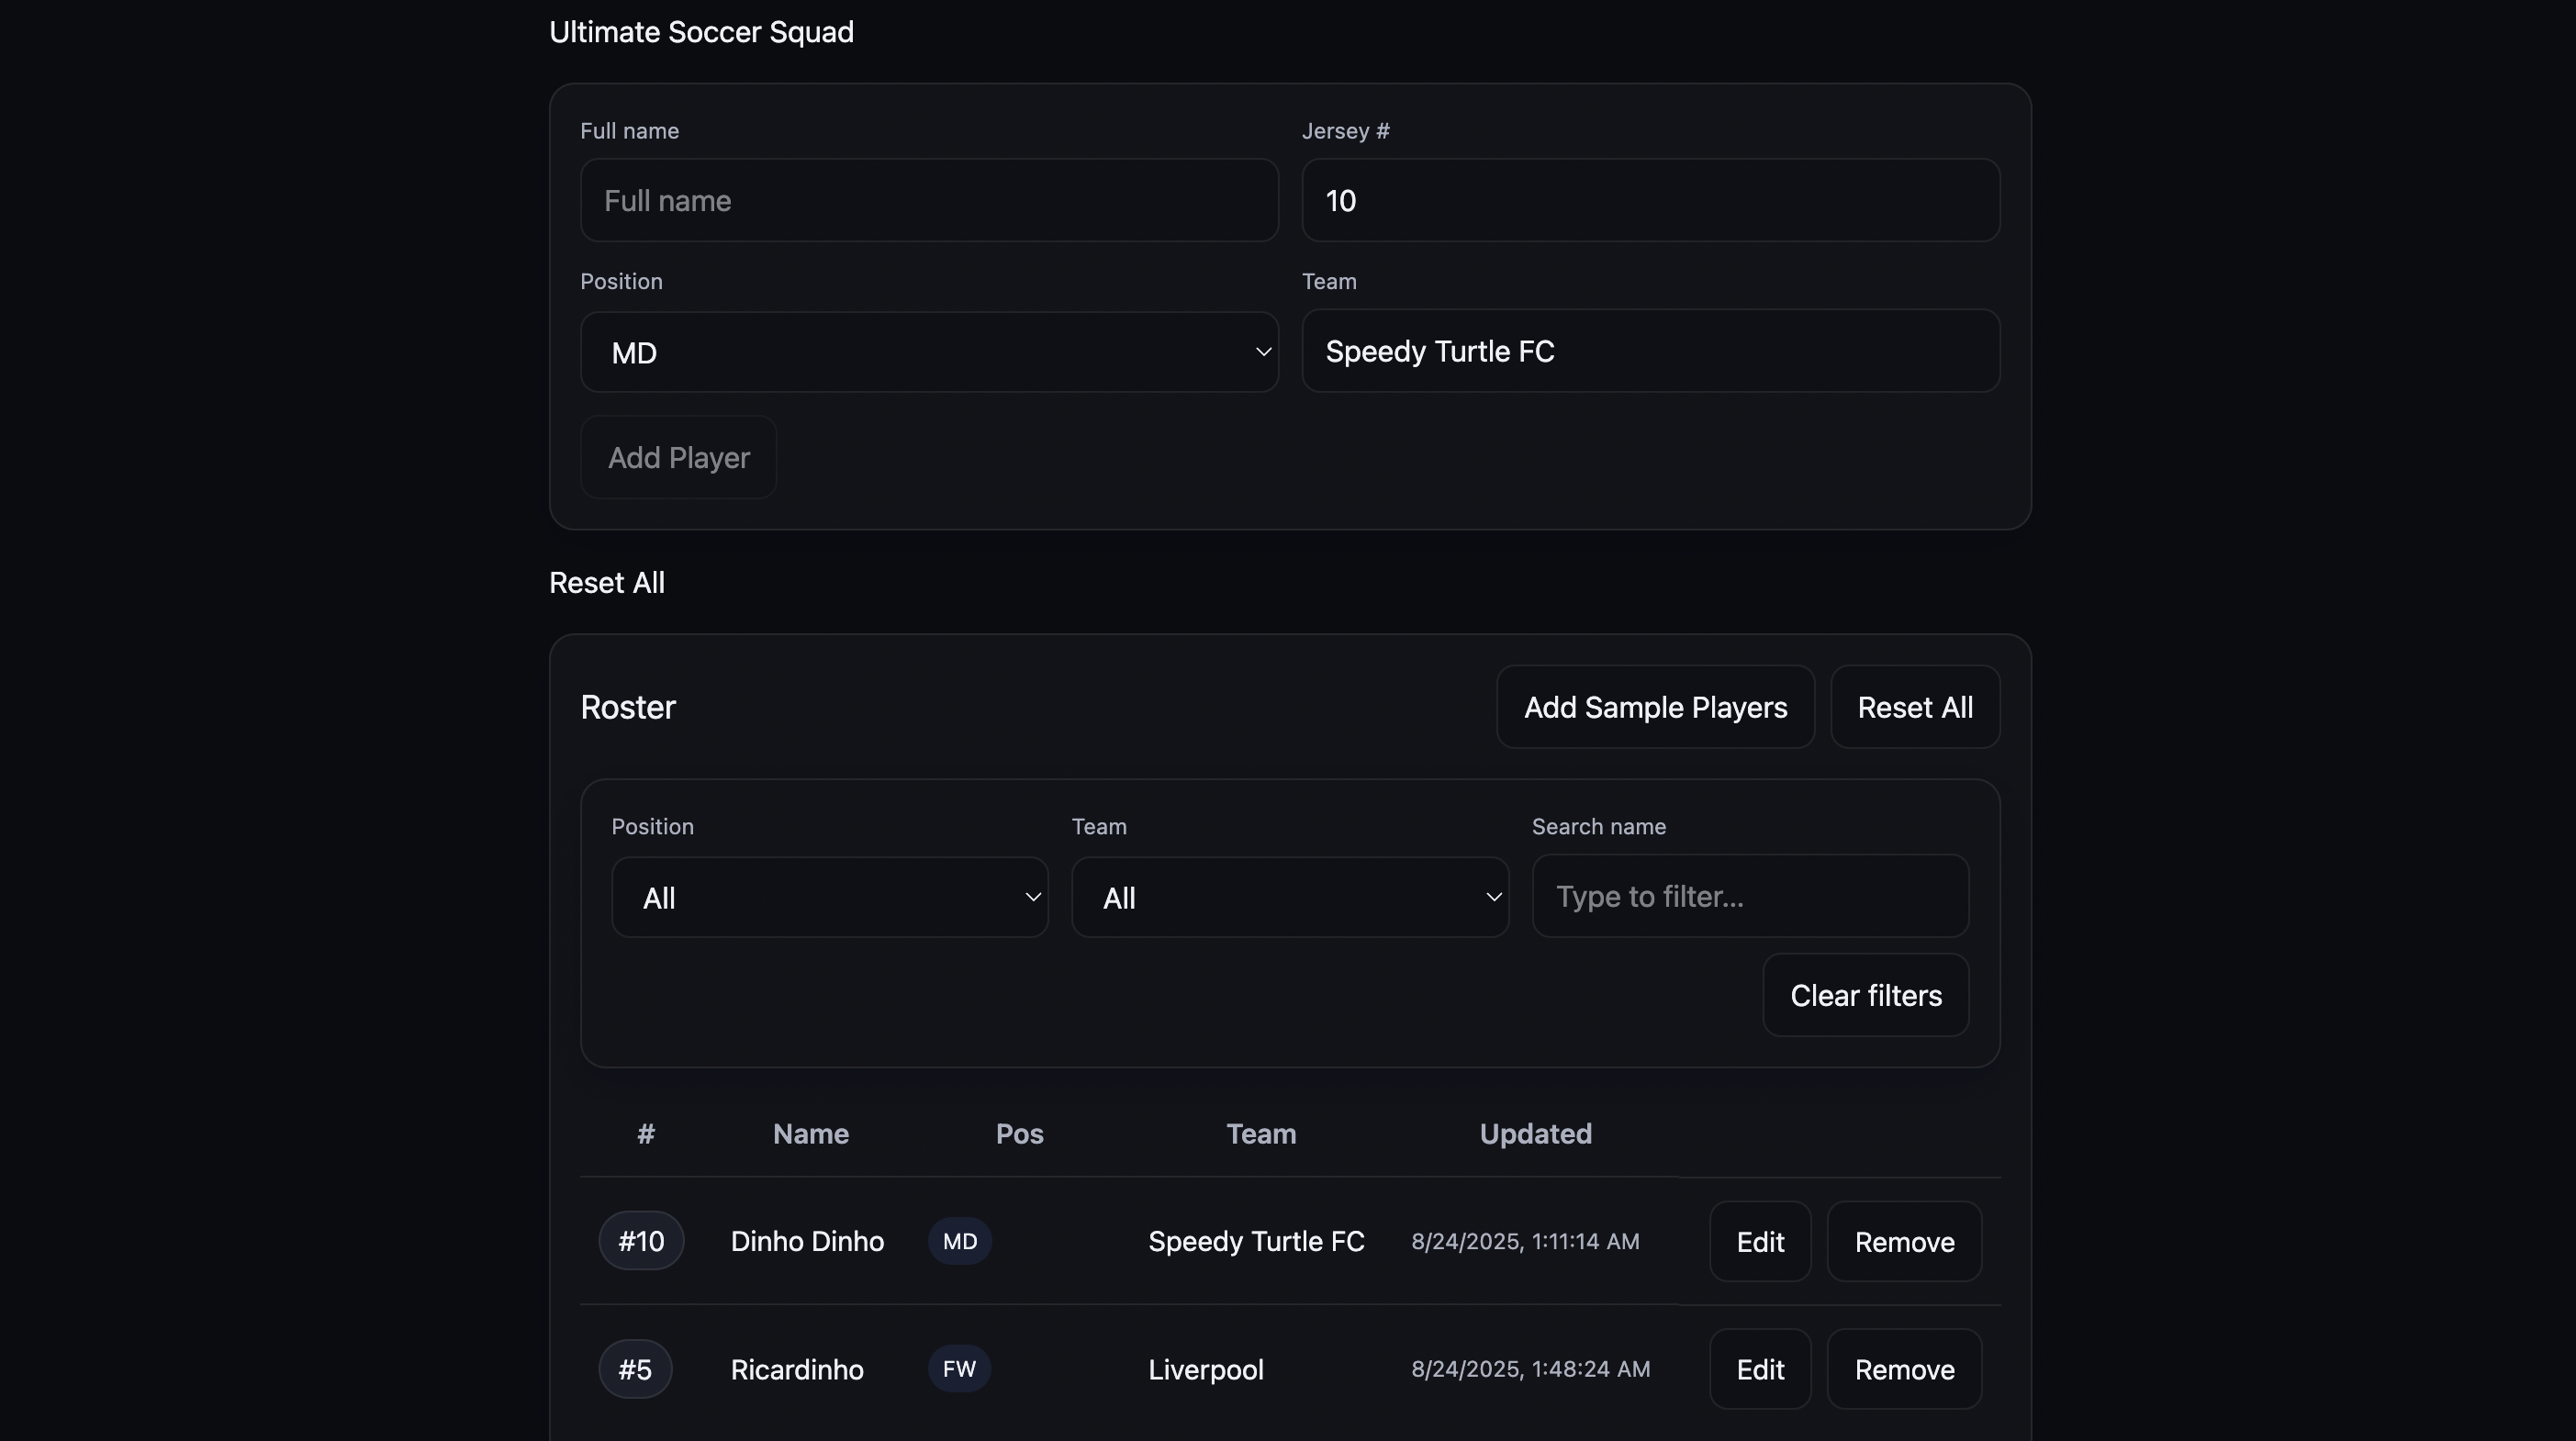 Ultimate Soccer Squad
Full name
Jersey #
Full name
10
Position
Team
MD
Speedy Turtle FC
Add Player
Reset All
Roster
Add Sample Players
Reset All
Position
Team
Search name
All
All
Type to filter...
Clear filters
# Name Pos Team Updated
#10 Dinho Dinho MD Speedy Turtle FC 8/24/2025, 1:11:14 AM Edit Remove
#5 Ricardinho FW Liverpool 8/24/2025, 1:48:24 AM Edit Remove